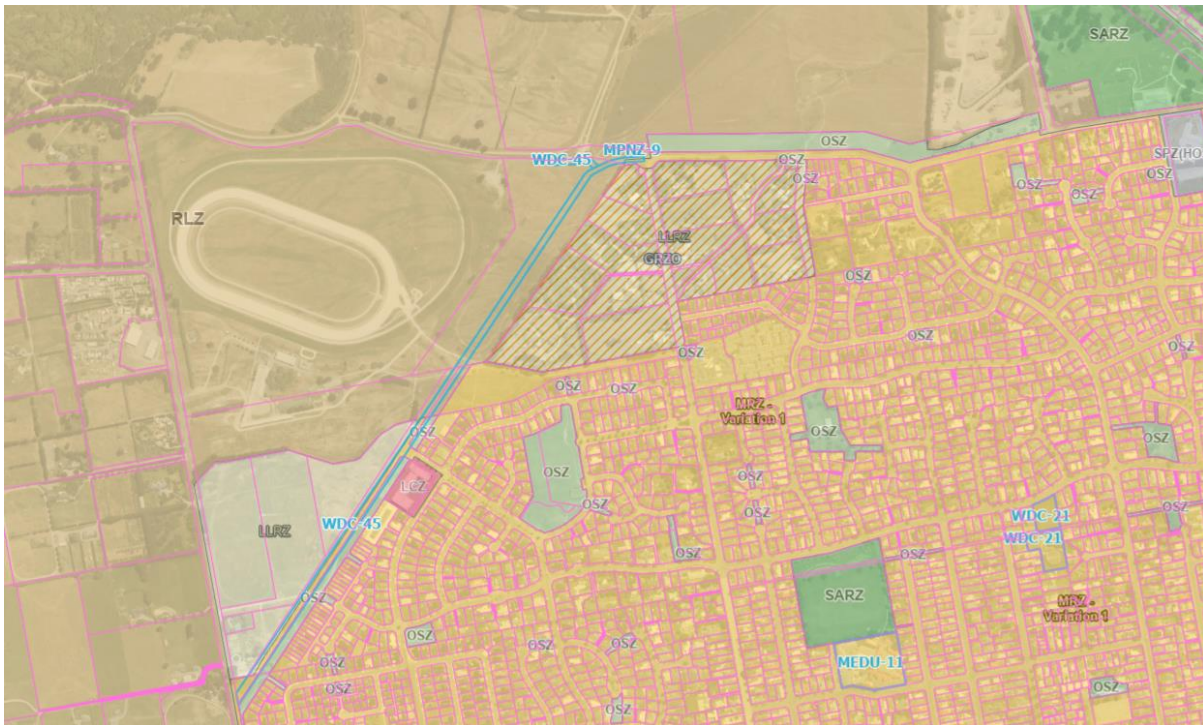 SARZ
OSZ
MPNZ-9
WDC-45
OSZ
SPZ(HO
OSZ
OSZ
OSZ
OSZ
RLZ
LLRZ
GRZO
OSZ
OSZ
OSZ
OSZ
OSZ
OSZ
MRZ -
Variation 1
OSZ
OSZ
OSZ
OSZ
OSZ
LCZ
OSZ
OSZ
WDC-21
WDC-45
OSZ
LLRZ
WDC-21
OSZ
OSZ
SARZ
OSZ
MRZ -
Variation 1
OSZ
OSZ
OSZ
OSZ
MEDU-11
OSZ
OSZ
OSZ